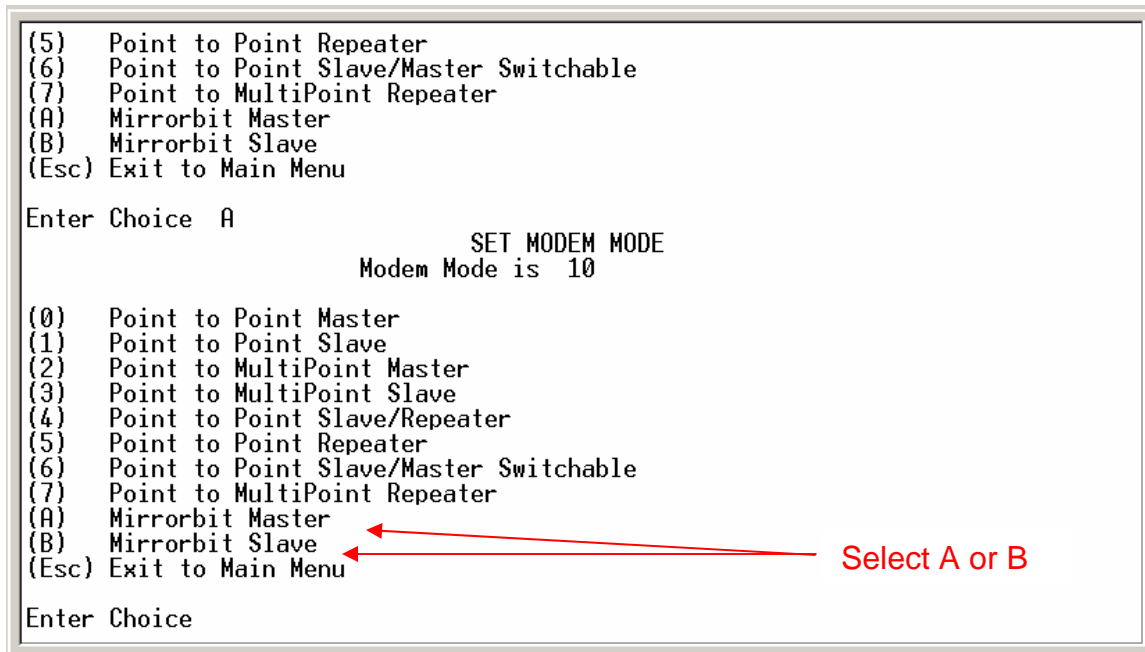 (5) Point to Point Repeater
(6) Point to Point Slave/Master Switchable
(7) Point to MultiPoint Repeater
(A) Mirrorbit Master
(B) Mirrorbit Slave
(Esc) Exit to Main Menu
Enter Choice A
SET MODEM MODE
Modem Mode is 10
(0) Point to Point Master
(1) Point to Point Slave
(2) Point to MultiPoint Master
(3) Point to MultiPoint Slave
(4) Point to Point Slave/Repeater
(5) Point to Point Repeater
(6) Point to Point Slave/Master Switchable
(7) Point to MultiPoint Repeater
(A) Mirrorbit Master
(B) Mirrorbit Slave
(Esc) Exit to Main Menu
Select A or B
Enter Choice